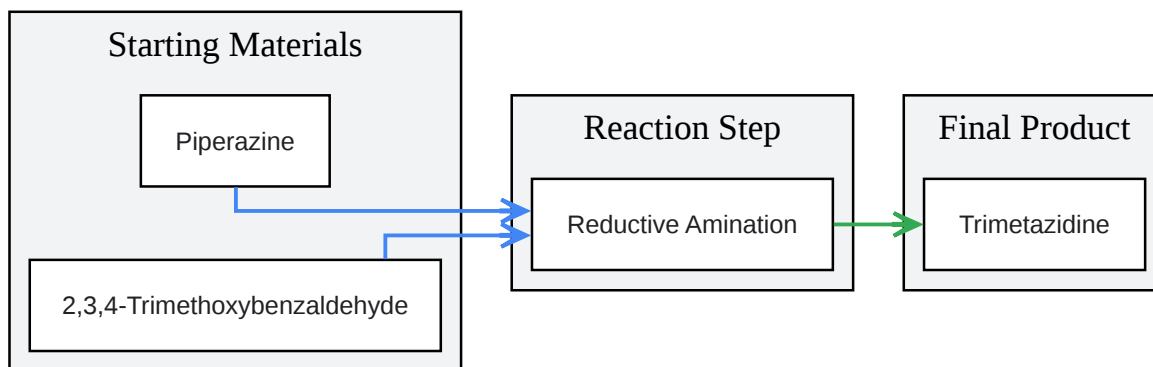 Starting Materials
Piperazine
2,3,4-Trimethoxybenzaldehyde
Reaction Step
Reductive Amination
Final Product
Trimetazidine